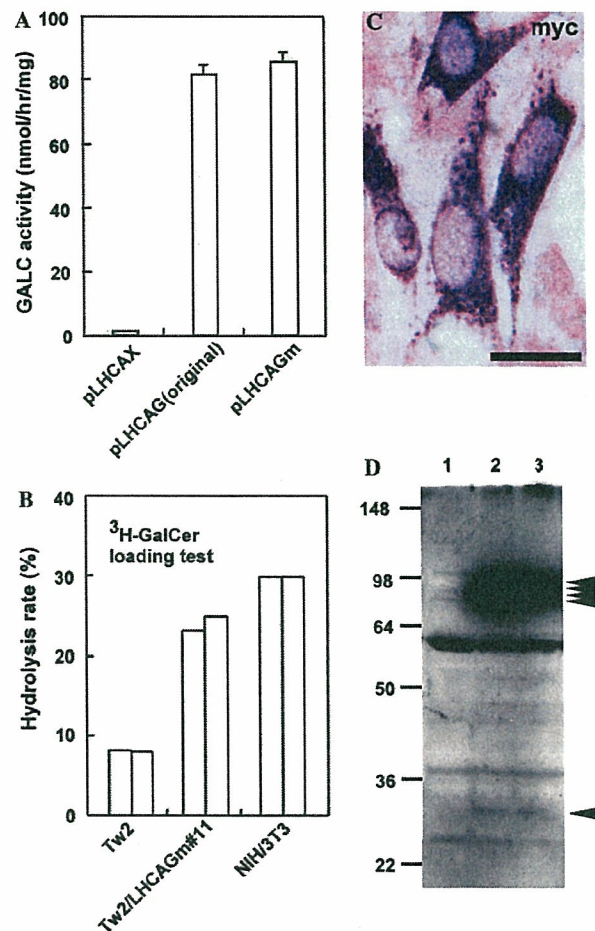 A
GALC activity (nmol/hr/mg)
100
80
60
40
20
0
pLHCAX
pLHCAG(original)
pLHCAGm
C
myc
B
Hydrolysis rate (%)
40
30
20
10
0
³H-GalCer
loading test
Tw2
Tw2/LHCAGm#11
NIH/3T3
D
1 2 3
148
98
64
50
36
22